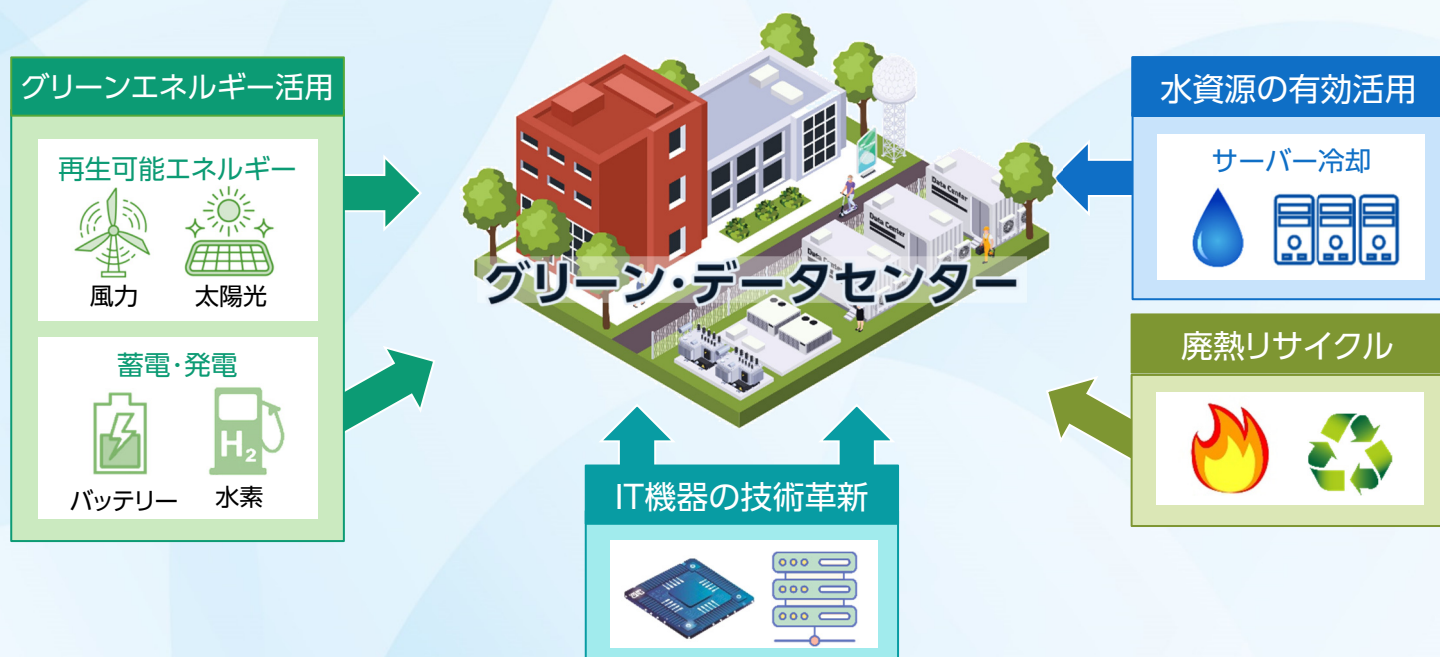 グリーンエネルギー活用
再生可能エネルギー
風力
太陽光
蓄電・発電
H₂
バッテリー
水素
Data Center
Data Center
Data Center
グリーン・データセンター
IT機器の技術革新
水資源の有効活用
サーバー冷却
廃熱リサイクル